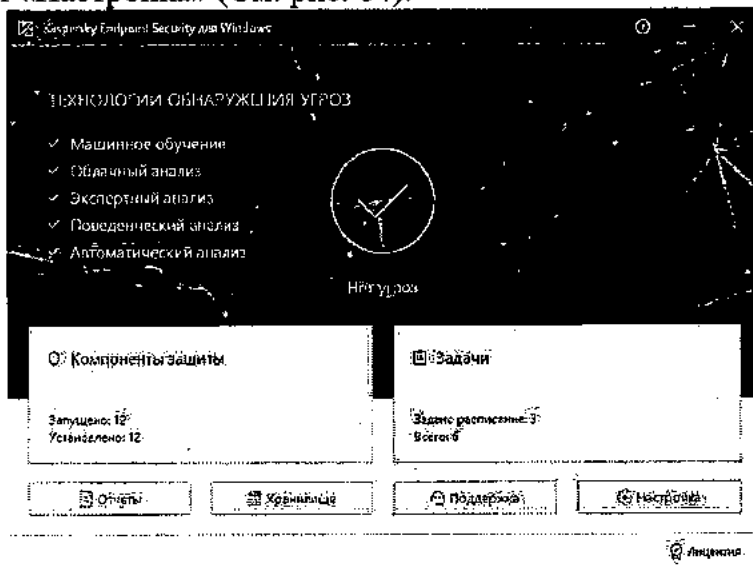 Kaspersky Endpoint Security для Windows
ТЕХНОЛОГИИ ОБНАРУЖЕНИЯ УГРОЗ
✓ Машинное обучение
✓ Облачный анализ
✓ Экспертный анализ
✓ Поведенческий анализ
✓ Автоматический анализ
Нет угроз
Компоненты защиты
Запущено: 12
Установлено: 12
Задачи
Задано расписание: 3
Всего: 6
Отчеты
Хранилище
Поддержка
Настройка
Лицензия